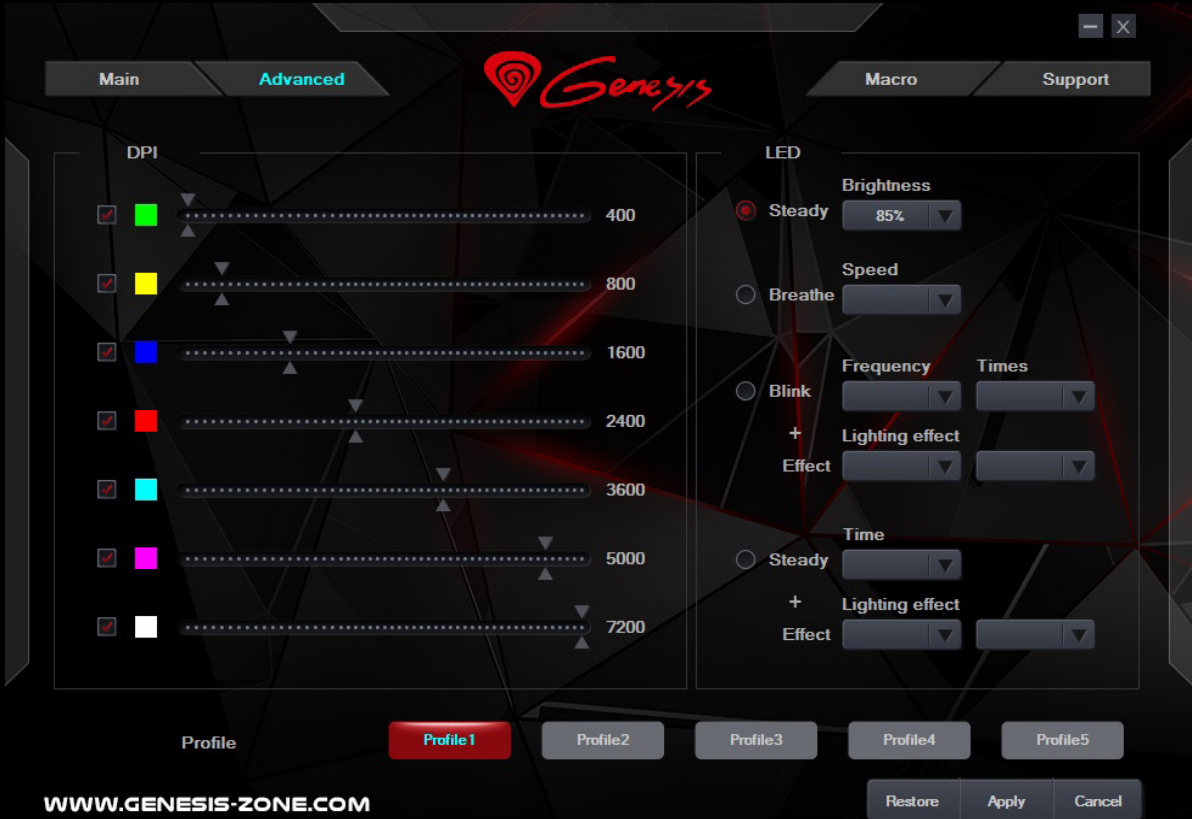 Main Advanced Genesis Macro Support
DPI
400
800
1600
2400
3600
5000
7200
LED
Brightness
Steady 85%
Speed
Breathe
Frequency Times
Blink
+ Lighting effect
Effect
Time
Steady
+ Lighting effect
Effect
Profile Profile1 Profile2 Profile3 Profile4 Profile5
WWW.GENESIS-ZONE.COM Restore Apply Cancel